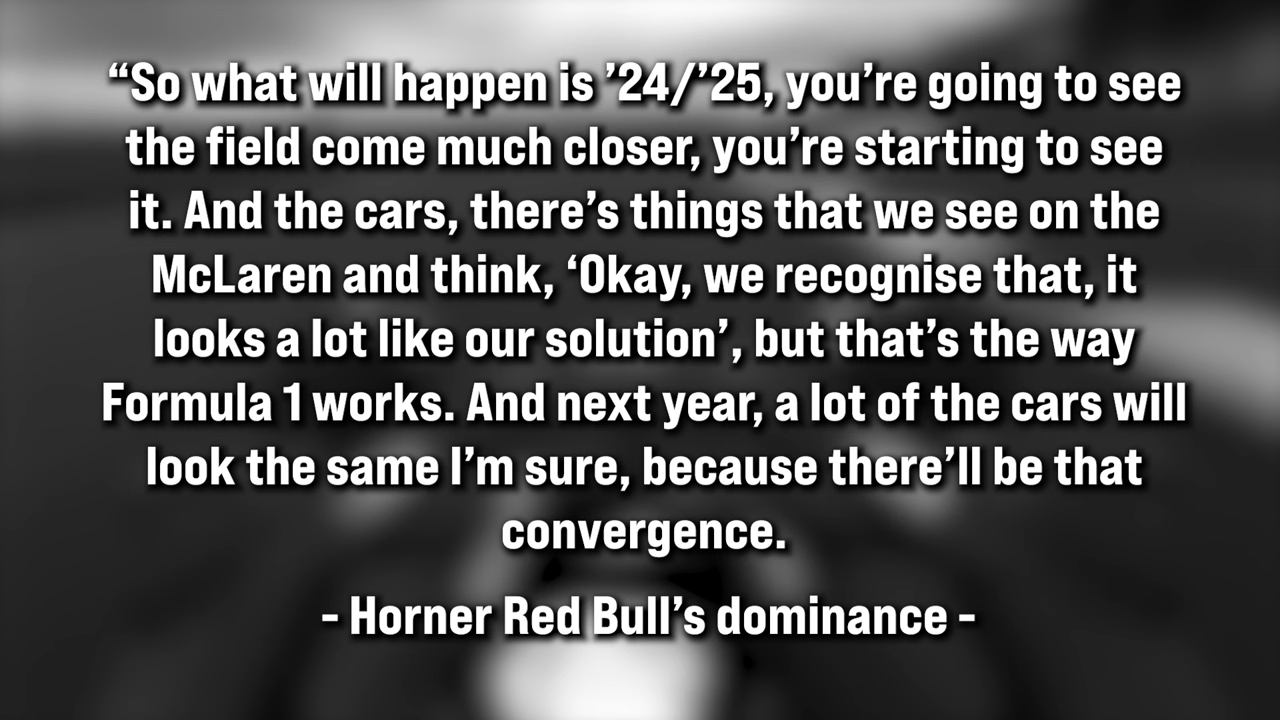 “So what will happen is ’24/’25, you’re going to see
the field come much closer, you’re starting to see
it. And the cars, there’s things that we see on the
McLaren and think, ‘Okay, we recognise that, it
looks a lot like our solution’, but that’s the way
Formula 1 works. And next year, a lot of the cars will
look the same I’m sure, because there’ll be that
convergence.
- Horner Red Bull’s dominance -